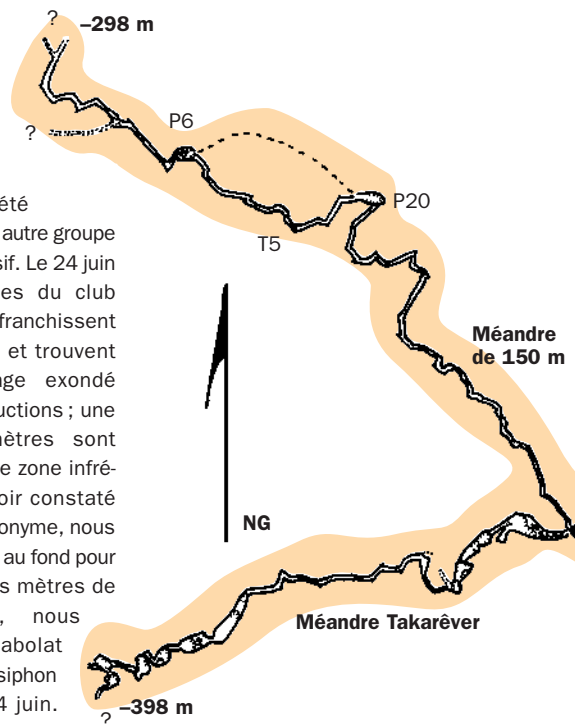 ?
–298 m
P6
?
P20
T5
été
autre groupe
sif. Le 24 juin
es du club
franchissent
et trouvent
ge exondé
uctions ; une
ètres sont
e zone infré-
oir constaté
onyme, nous
au fond pour
s mètres de
, nous
abolat
siphon
4 juin.
Méandre
de 150 m
NG
Méandre Takarêver
–398 m
?